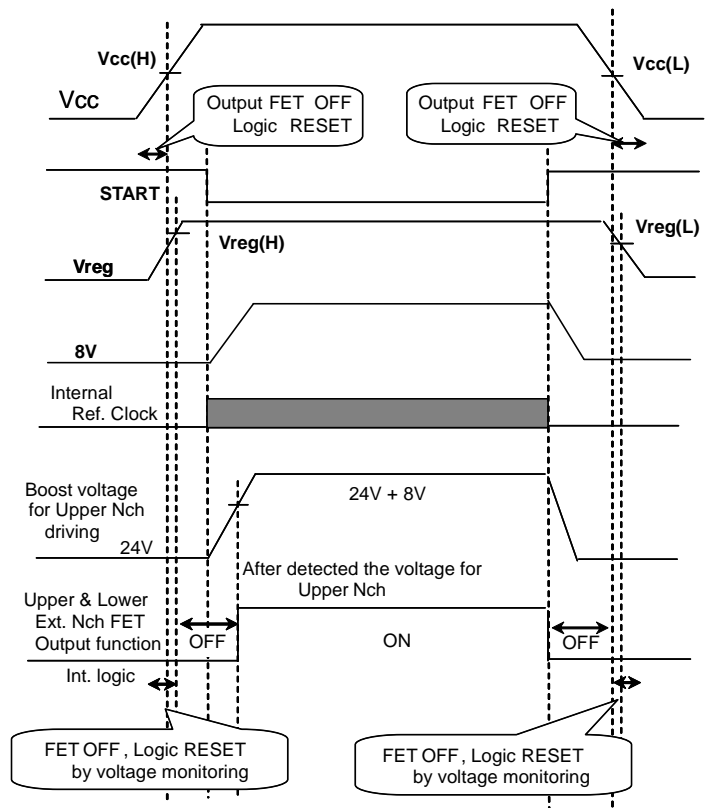 Vcc(H)
Vcc(L)
Vcc
Output FET OFF
Logic RESET
Output FET OFF
Logic RESET
START
Vreg(H)
Vreg(L)
Vreg
8V
Internal
Ref. Clock
Boost voltage
for Upper Nch
driving
24V
24V + 8V
After detected the voltage for
Upper Nch
Upper & Lower
Ext. Nch FET
Output function
OFF
ON
OFF
Int. logic
FET OFF , Logic RESET
by voltage monitoring
FET OFF , Logic RESET
by voltage monitoring